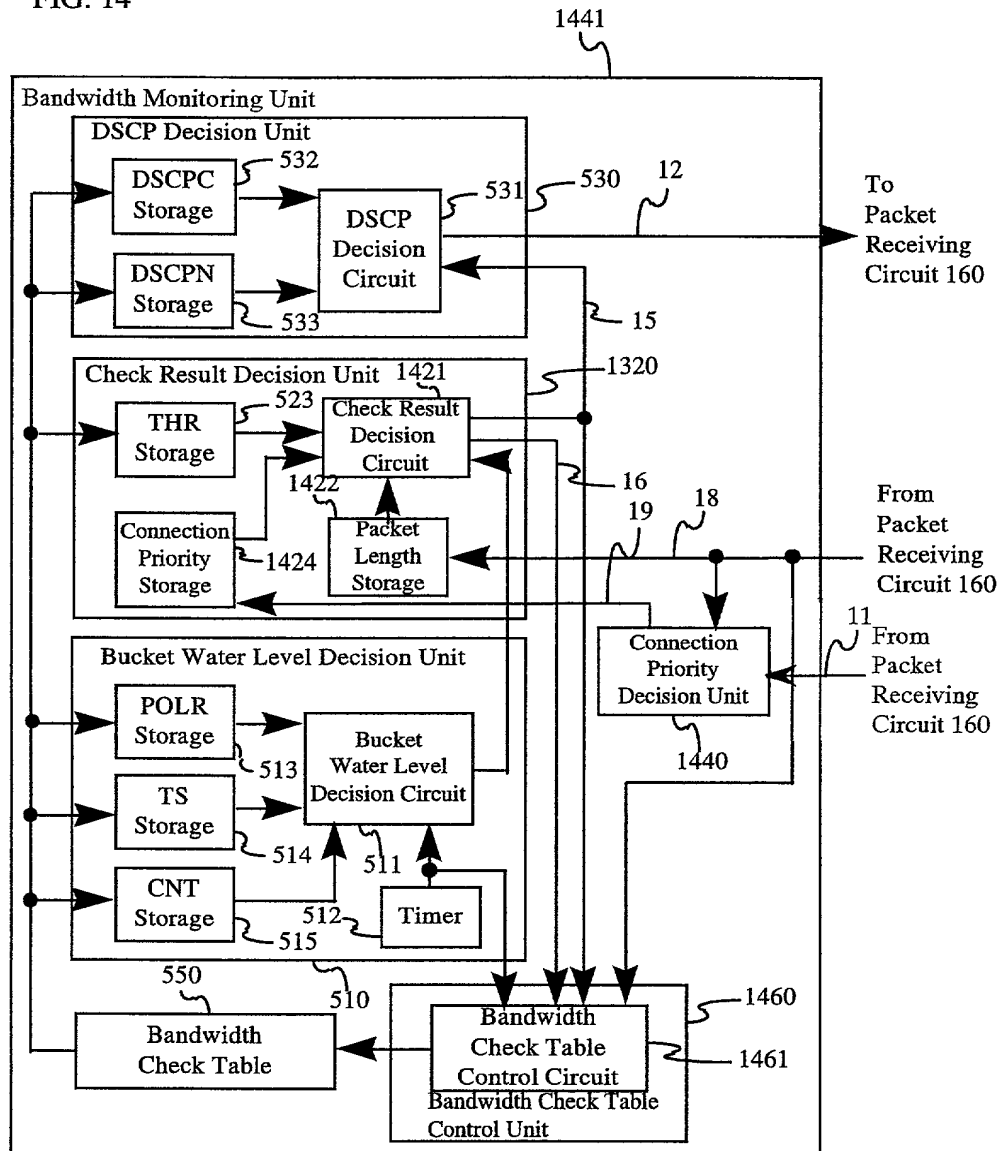 FIG. 14
1441
Bandwidth Monitoring Unit
DSCP Decision Unit
532
DSCPC
Storage
531
530
12
DSCP
Decision
Circuit
To
Packet
Receiving
Circuit 160
DSCPN
Storage
533
15
Check Result Decision Unit
1421
1320
523
THR
Storage
Check Result
Decision
Circuit
16
1422
19
18
From
Packet
Receiving
Circuit 160
Connection
Priority
Storage
1424
Packet
Length
Storage
11
From
Packet
Receiving
Circuit 160
Connection
Priority
Decision Unit
1440
Bucket Water Level Decision Unit
POLR
Storage
513
Bucket
Water Level
Decision Circuit
TS
Storage
514
511
CNT
Storage
515
512
Timer
550
510
1460
Bandwidth
Check Table
Bandwidth
Check Table
Control Circuit
1461
Bandwidth Check Table
Control Unit